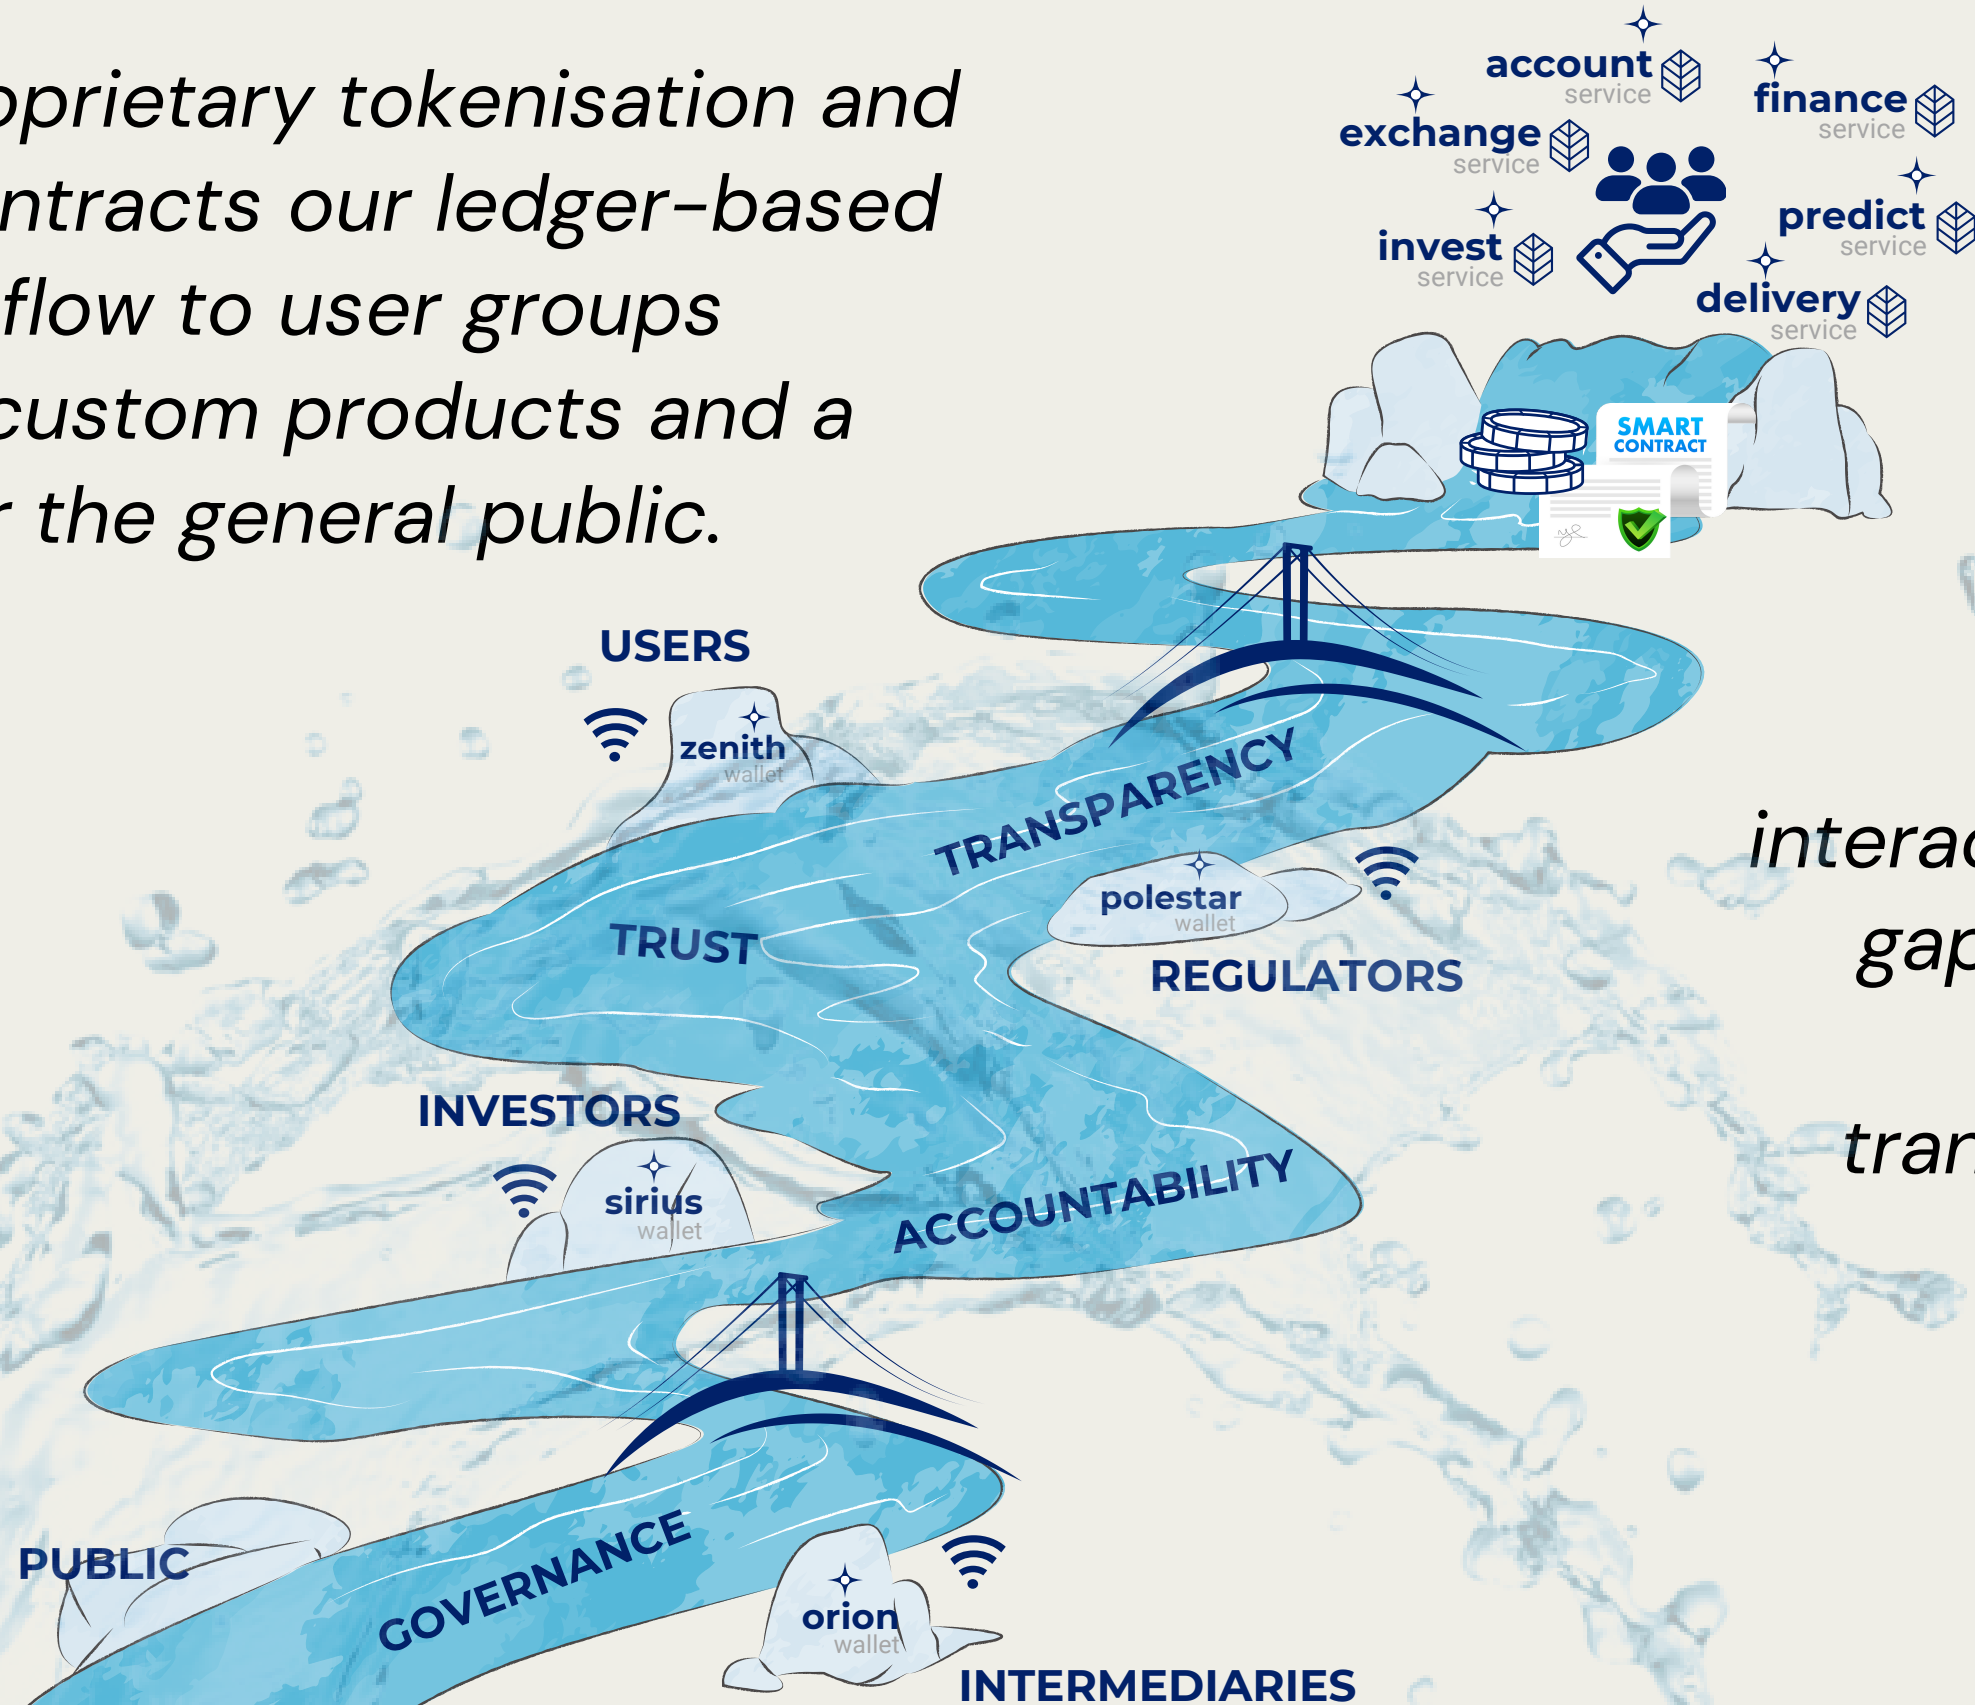 account
service
finance
service
exchange
service
predict
service
invest
service
delivery
service
oprietary tokenisation and
ntracts our ledger-based
flow to user groups
custom products and a
r the general public.
SMART
CONTRACT
USERS
zenith
wallet
TRANSPARENCY
interac
polestar
wallet
TRUST
gap
REGULATORS
INVESTORS
tran
sirius
wallet
ACCOUNTABILITY
PUBLIC
GOVERNANCE
orion
wallet
INTERMEDIARIES